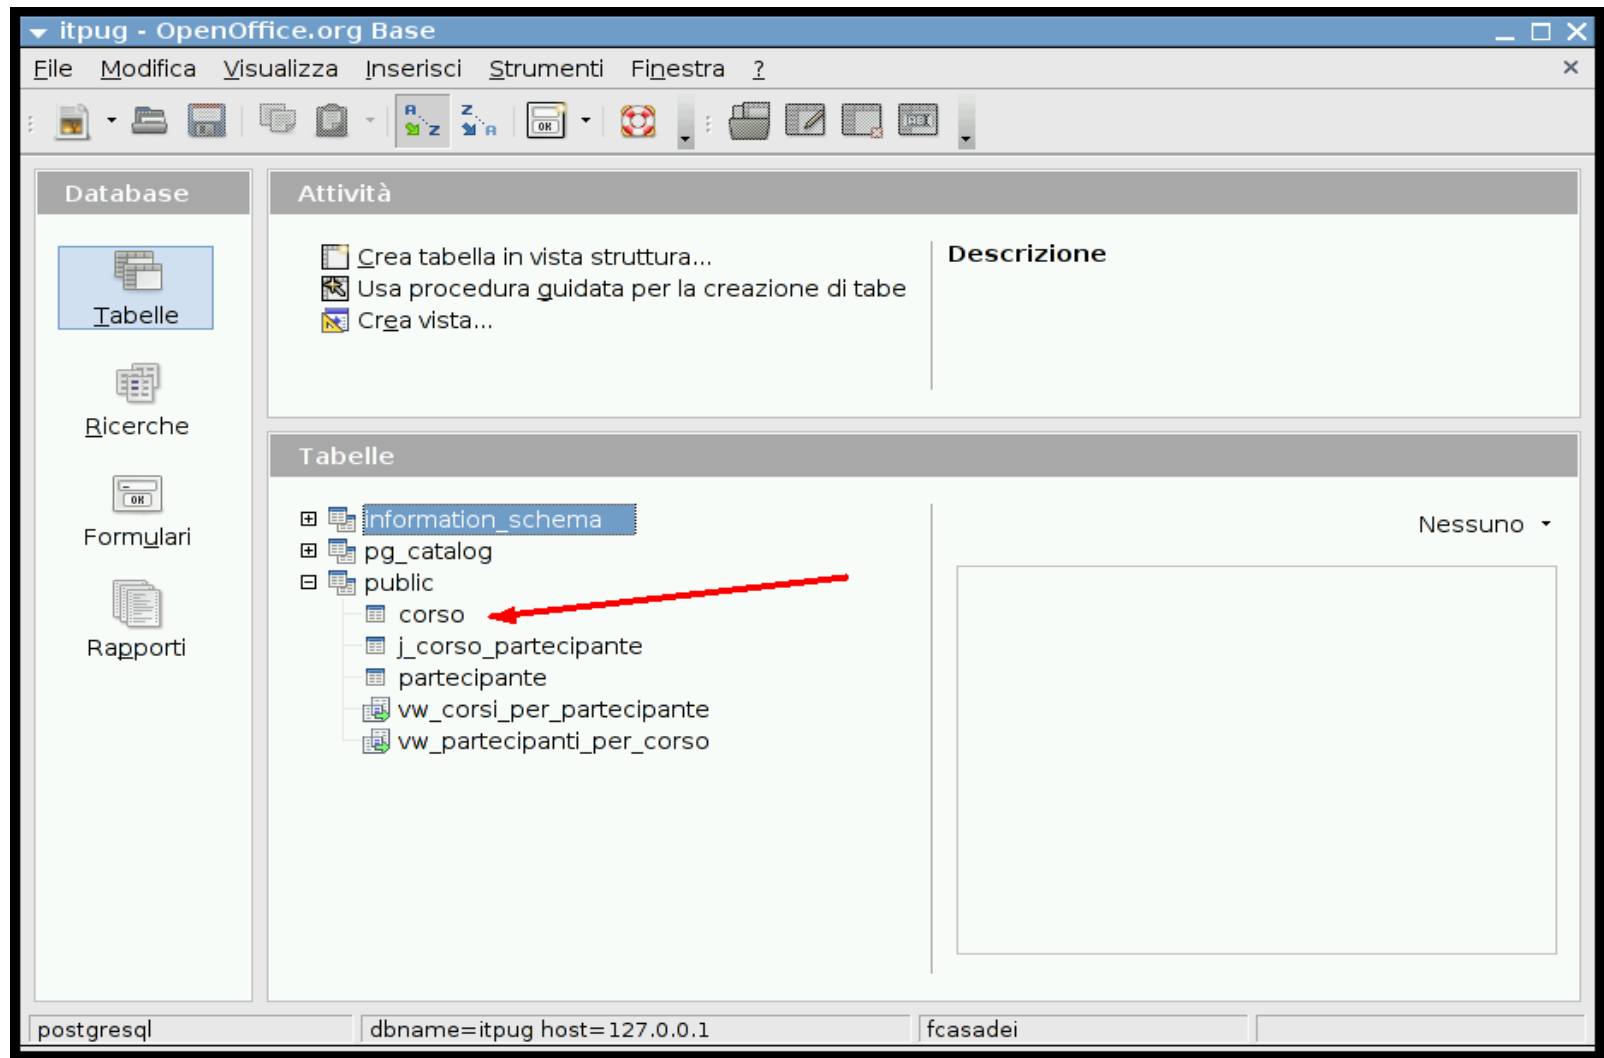 itpug - OpenOffice.org Base
File Modifica Visualizza Inserisci Strumenti Finestra ?
Database
Attività
Crea tabella in vista struttura...
Usa procedura guidata per la creazione di tabe
Crea vista...
Descrizione
Tabelle
Ricerche
Formulari
Rapporti
Tabelle
information_schema
pg_catalog
public
corso
j_corso_partecipante
partecipante
vw_corsi_per_partecipante
vw_partecipanti_per_corso
Nessuno
postgresql
dbname=itpug host=127.0.0.1
fcasadei